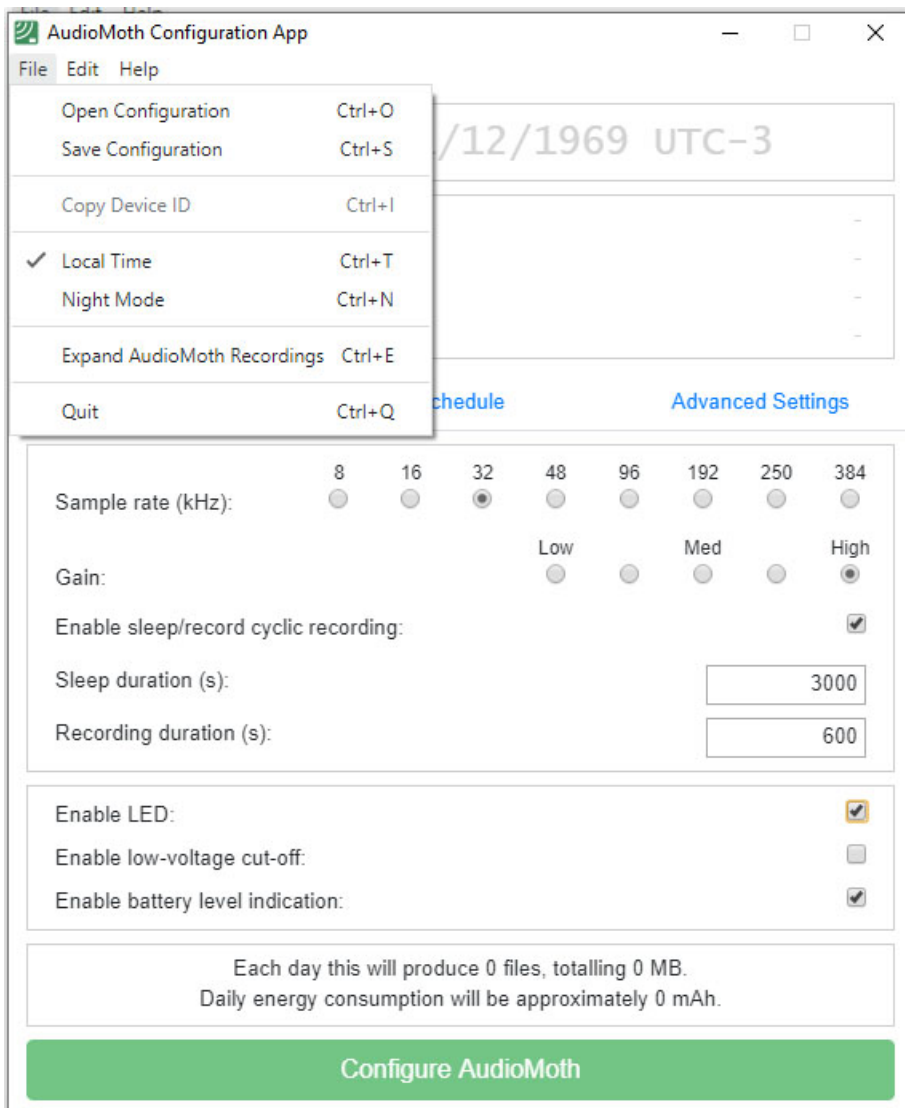 AudioMoth Configuration App
File Edit Help
Open Configuration Ctrl+O
Save Configuration Ctrl+S
/12/1969 UTC-3
Copy Device ID Ctrl+I
-
Local Time Ctrl+T
-
Night Mode Ctrl+N
-
Expand AudioMoth Recordings Ctrl+E
-
Quit Ctrl+Q
chedule Advanced Settings
8 16 32 48 96 192 250 384
Sample rate (kHz):
Low Med High
Gain:
Enable sleep/record cyclic recording:
Sleep duration (s): 3000
Recording duration (s): 600
Enable LED:
Enable low-voltage cut-off:
Enable battery level indication:
Each day this will produce 0 files, totalling 0 MB.
Daily energy consumption will be approximately 0 mAh.
Configure AudioMoth